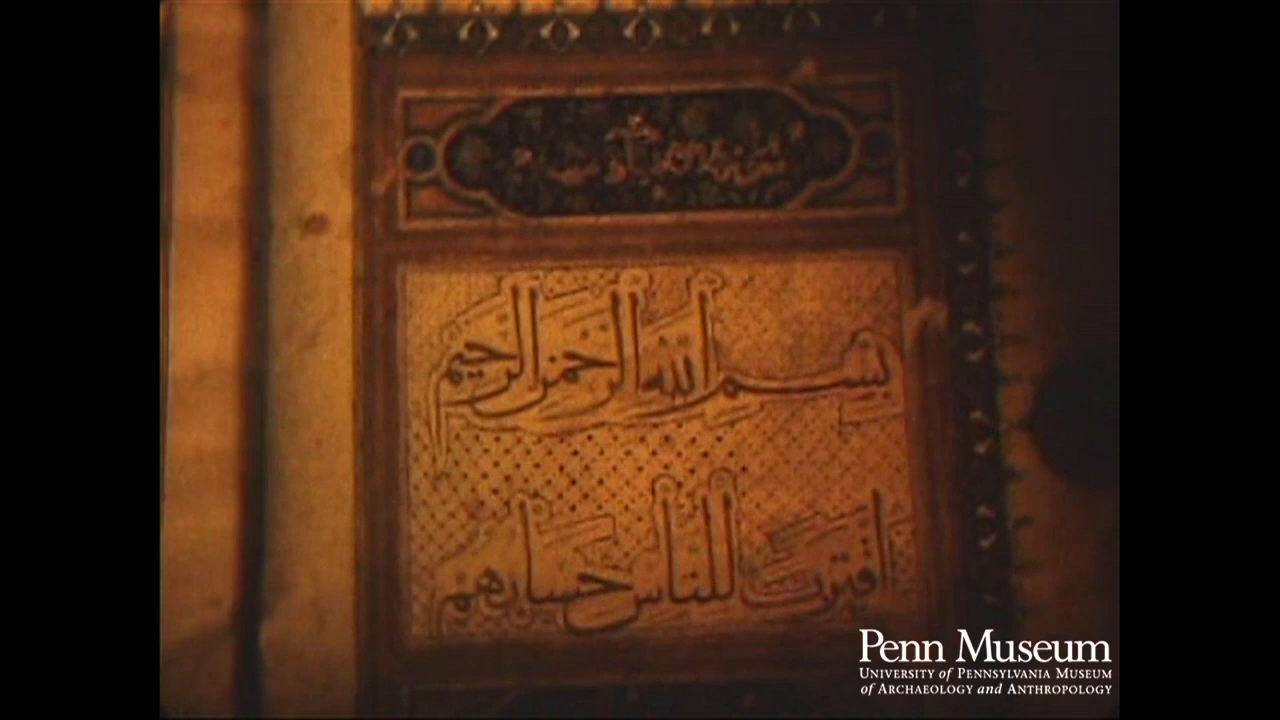 بسم الله الرحمن الرحيم
اقترب للناس حسابهم
Penn Museum
UNIVERSITY of PENNSYLVANIA MUSEUM
of ARCHAEOLOGY and ANTHROPOLOGY